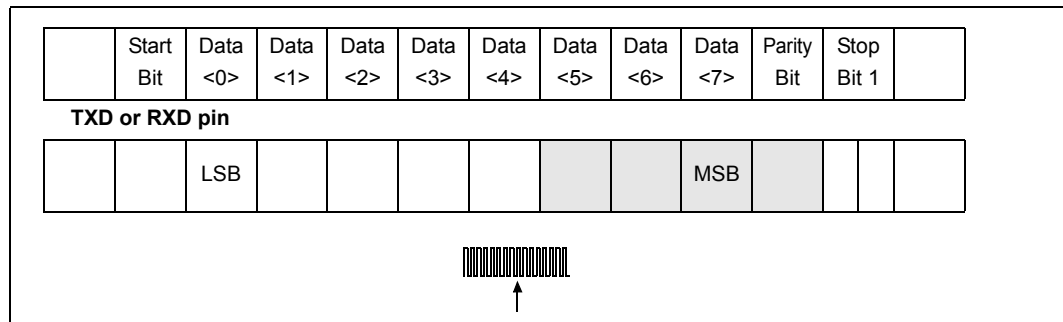 Start Data Data Data Data Data Data Data Data Parity Stop
Bit <0> <1> <2> <3> <4> <5> <6> <7> Bit Bit 1
TXD or RXD pin
LSB MSB